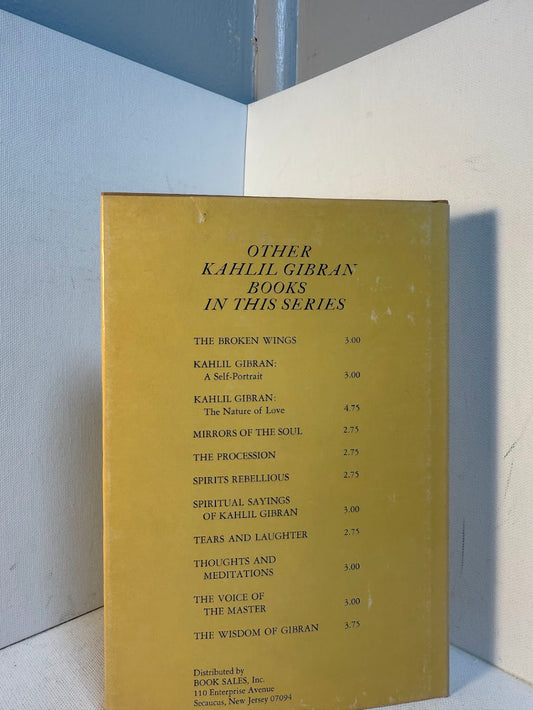 OTHER
KAHLIL GIBRAN
BOOKS
IN THIS SERIES
THE BROKEN WINGS 3.00
KAHLIL GIBRAN:
A Self-Portrait 3.00
KAHLIL GIBRAN:
The Nature of Love 4.75
MIRRORS OF THE SOUL 2.75
THE PROCESSION 2.75
SPIRITS REBELLIOUS 2.75
SPIRITUAL SAYINGS
OF KAHLIL GIBRAN 3.00
TEARS AND LAUGHTER 2.75
THOUGHTS AND
MEDITATIONS 3.00
THE VOICE OF
THE MASTER 3.00
THE WISDOM OF GIBRAN 3.75
Distributed by
BOOK SALES, Inc.
110 Enterprise Avenue
Secaucus, New Jersey 07094